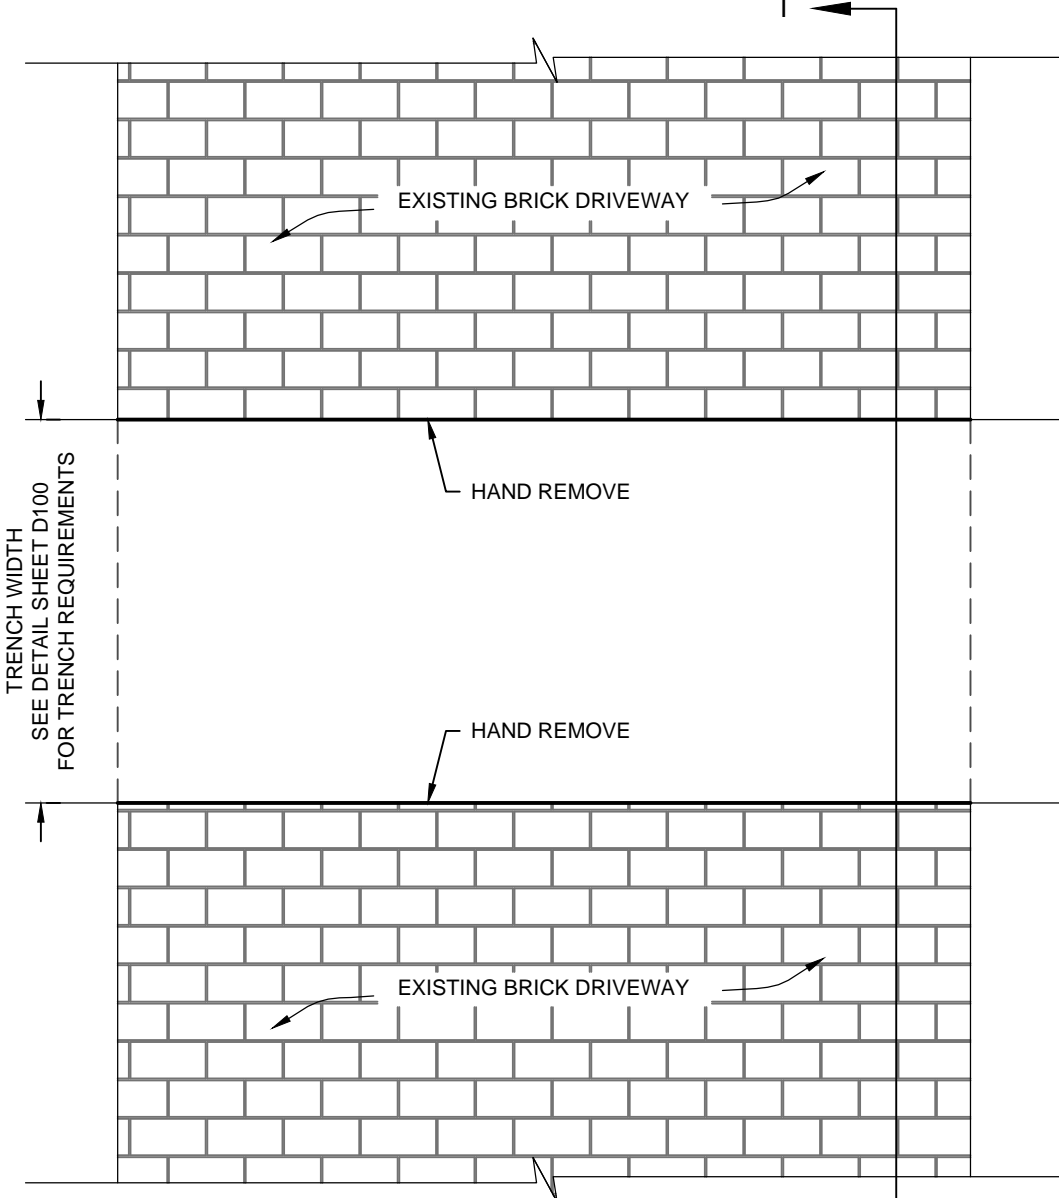 EXISTING BRICK DRIVEWAY
HAND REMOVE
TRENCH WIDTH
SEE DETAIL SHEET D100
FOR TRENCH REQUIREMENTS
HAND REMOVE
EXISTING BRICK DRIVEWAY